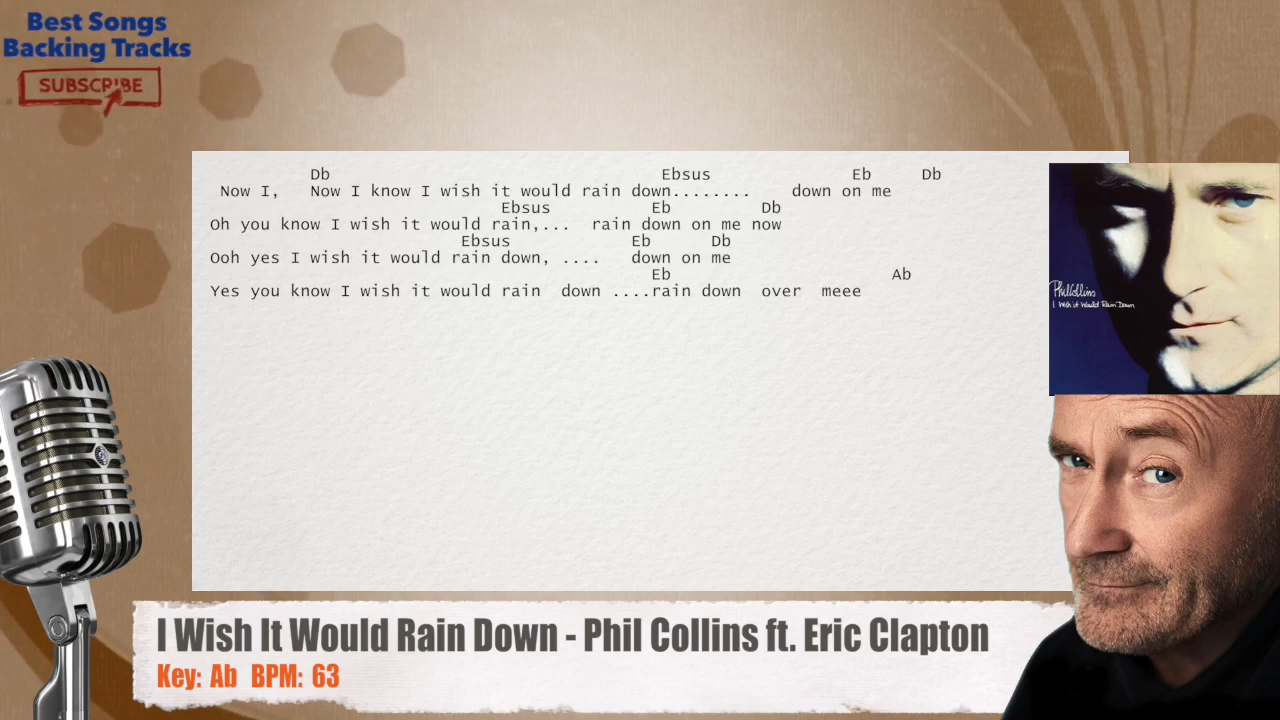 Best Songs
Backing Tracks
SUBSCRIBE
Db Ebsus Eb Db
Now I, Now I know I wish it would rain down........ down on me
Ebsus Eb Db
Oh you know I wish it would rain,... rain down on me now
Ebsus Eb Db
Ooh yes I wish it would rain down, .... down on me
Eb Ab
Yes you know I wish it would rain down ....rain down over meee
Phil Collins
I Wish it Would Rain Down
I Wish It Would Rain Down - Phil Collins ft. Eric Clapton
Key: Ab BPM: 63